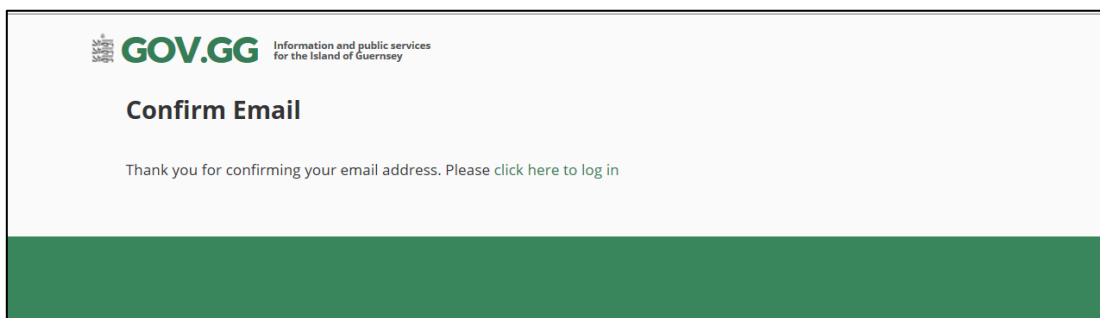 GOV.GG
Information and public services
for the Island of Guernsey
Confirm Email
Thank you for confirming your email address. Please click here to log in